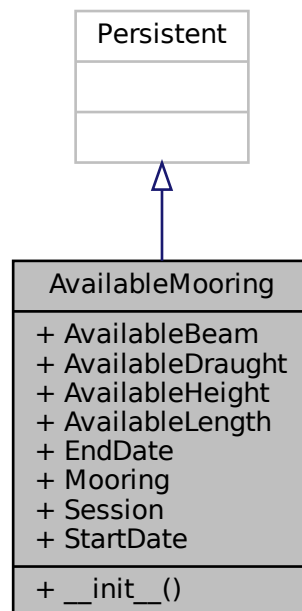 Persistent
AvailableMooring
+ AvailableBeam
+ AvailableDraught
+ AvailableHeight
+ AvailableLength
+ EndDate
+ Mooring
+ Session
+ StartDate
+ __init__()